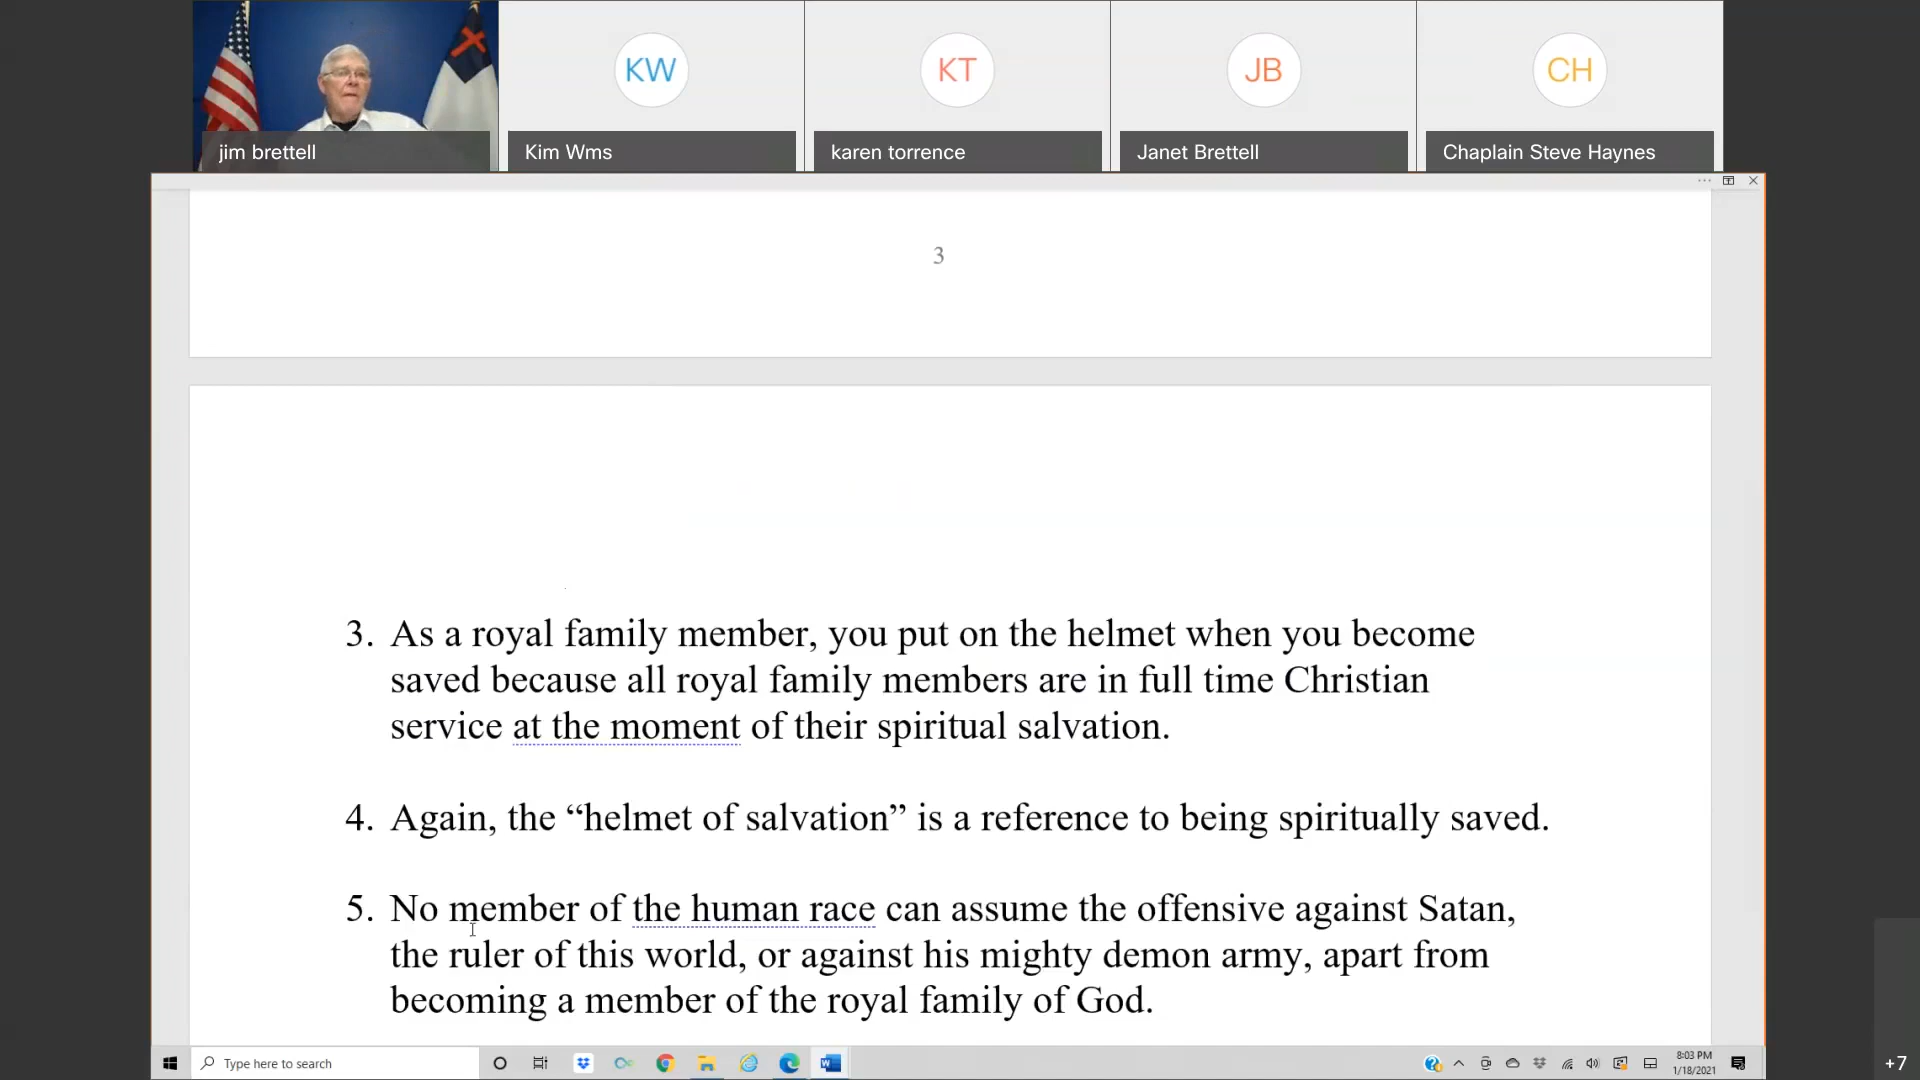 KW
KT
JB
CH
jim brettell
Kim Wms
karen torrence
Janet Brettell
Chaplain Steve Haynes
3
3. As a royal family member, you put on the helmet when you become
saved because all royal family members are in full time Christian
service at the moment of their spiritual salvation.
4. Again, the “helmet of salvation” is a reference to being spiritually saved.
5. No member of the human race can assume the offensive against Satan,
the ruler of this world, or against his mighty demon army, apart from
becoming a member of the royal family of God.
Type here to search
8:03 PM
1/18/2021
+7